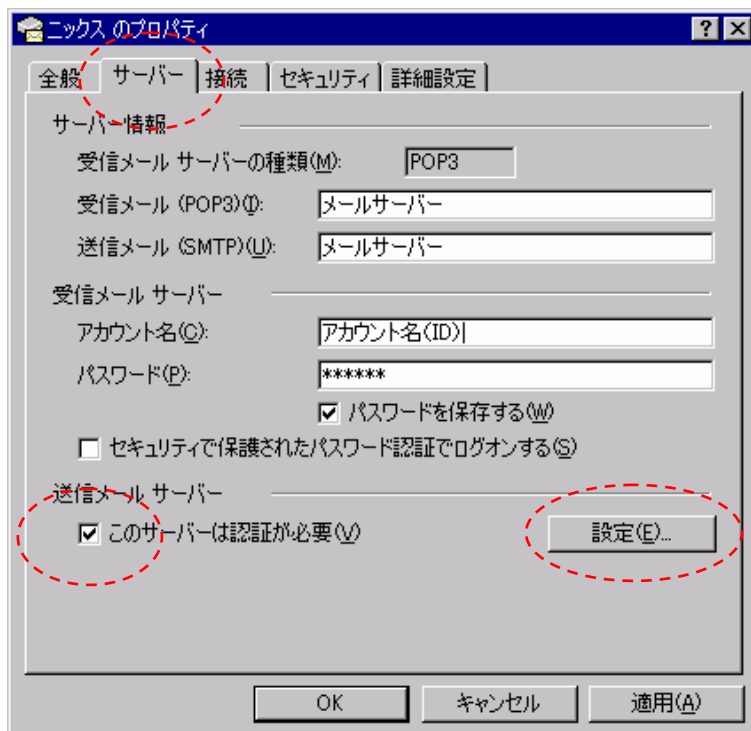 ニックス のプロパティ
全般 サーバー 接続 セキュリティ 詳細設定
サーバー情報
受信メール サーバーの種類(M): POP3
受信メール (POP3)(I): メールサーバー
送信メール (SMTP)(U): メールサーバー
受信メール サーバー
アカウント名(C): アカウント名(ID)
パスワード(P): ******
パスワードを保存する(W)
セキュリティで保護されたパスワード認証でログオンする(S)
送信メール サーバー
このサーバーは認証が必要(V) 設定(E)...
OK キャンセル 適用(A)